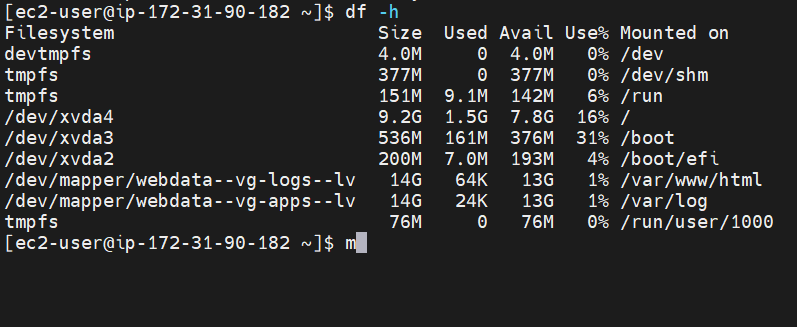 [ec2-user@ip-172-31-90-182 ~]$ df -h
Filesystem                        Size  Used Avail Use% Mounted on
devtmpfs                          4.0M     0  4.0M   0% /dev
tmpfs                             377M     0  377M   0% /dev/shm
tmpfs                             151M  9.1M  142M   6% /run
/dev/xvda4                        9.2G  1.5G  7.8G  16% /
/dev/xvda3                        536M  161M  376M  31% /boot
/dev/xvda2                        200M  7.0M  193M   4% /boot/efi
/dev/mapper/webdata--vg-logs--lv   14G   64K   13G   1% /var/www/html
/dev/mapper/webdata--vg-apps--lv   14G   24K   13G   1% /var/log
tmpfs                              76M     0   76M   0% /run/user/1000
[ec2-user@ip-172-31-90-182 ~]$ m